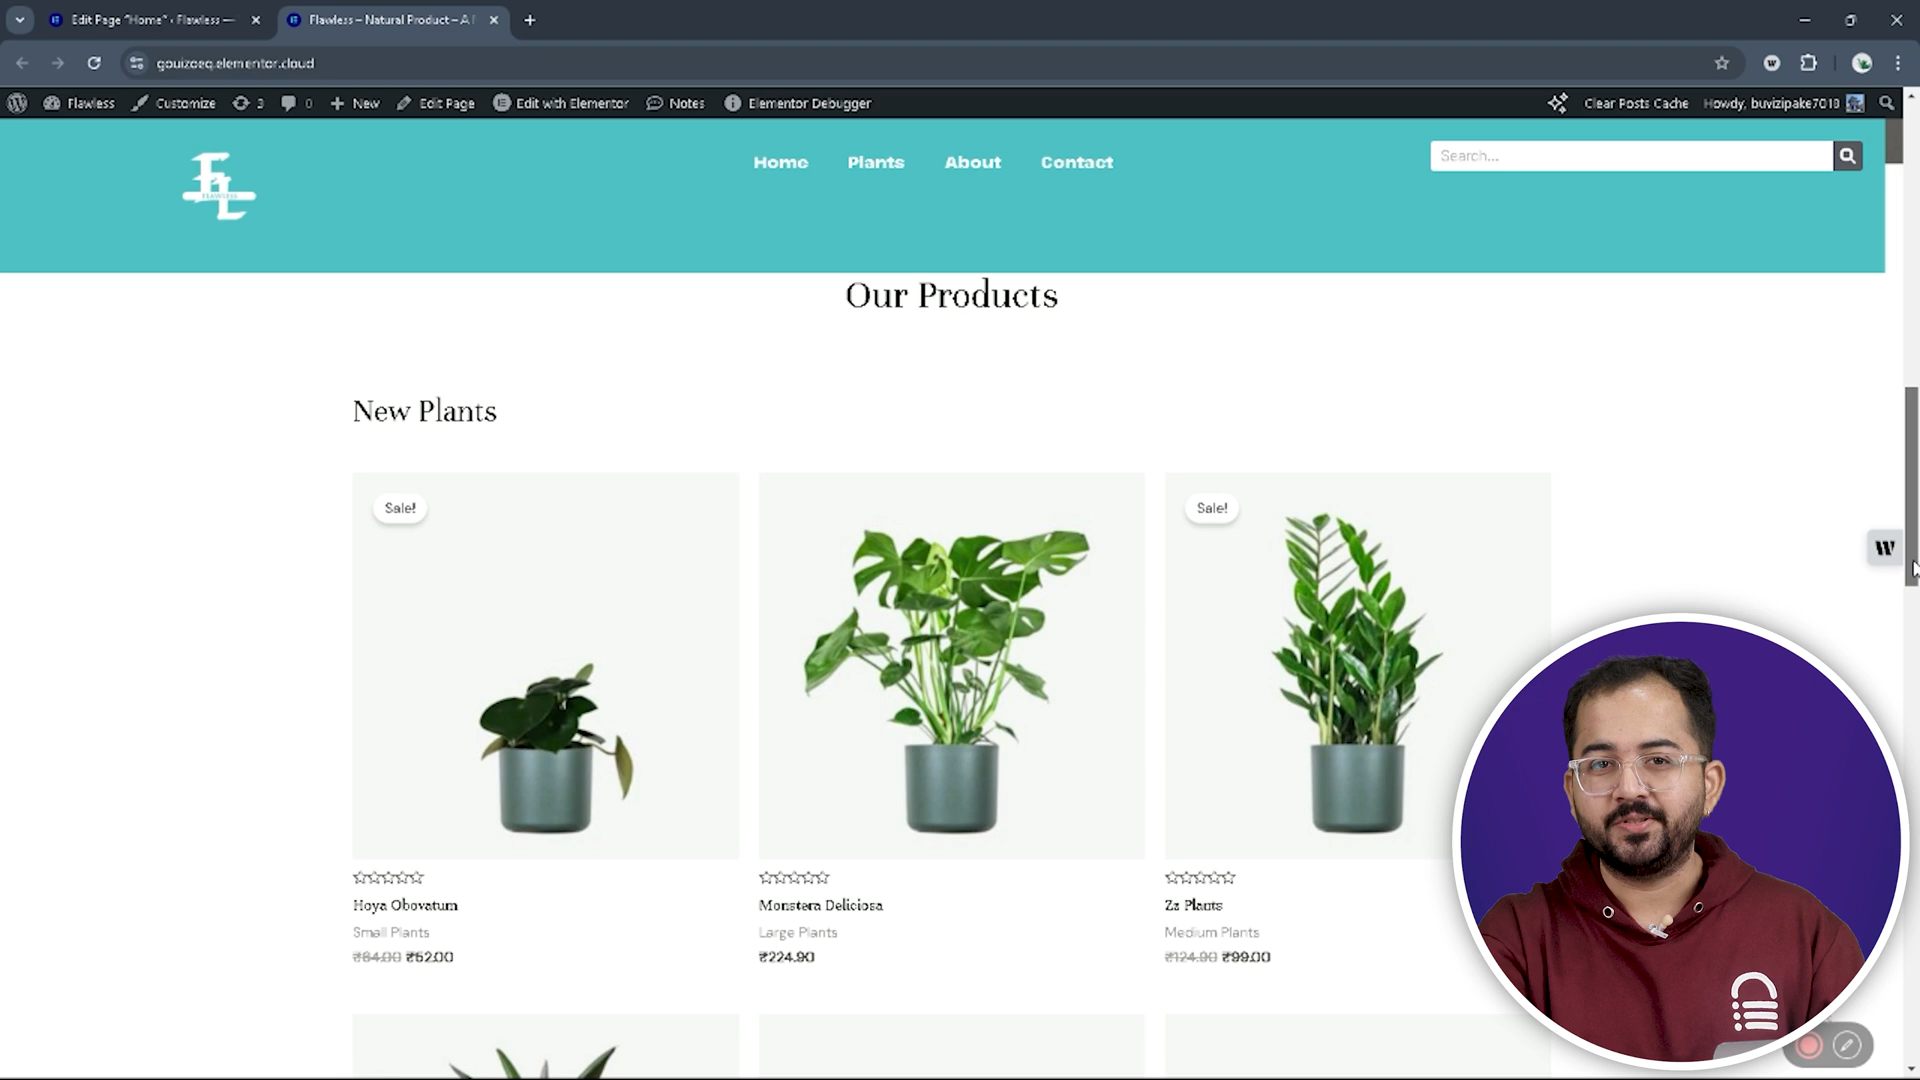 Edit Page "Home" ‹ Flawless —
Flawless – Natural Product – A
gouizoeq.elementor.cloud
Flawless
Customize
3
0
New
Edit Page
Edit with Elementor
Notes
Elementor Debugger
Clear Posts Cache
Howdy, buvizipake7018
FL
FLAWLESS
Home
Plants
About
Contact
Search...
Our Products
New Plants
Sale!
Sale!
W
Hoya Obovatum
Monstera Deliciosa
Zz Plants
Small Plants
Large Plants
Medium Plants
₹64.00 ₹52.00
₹224.90
₹124.90 ₹99.00